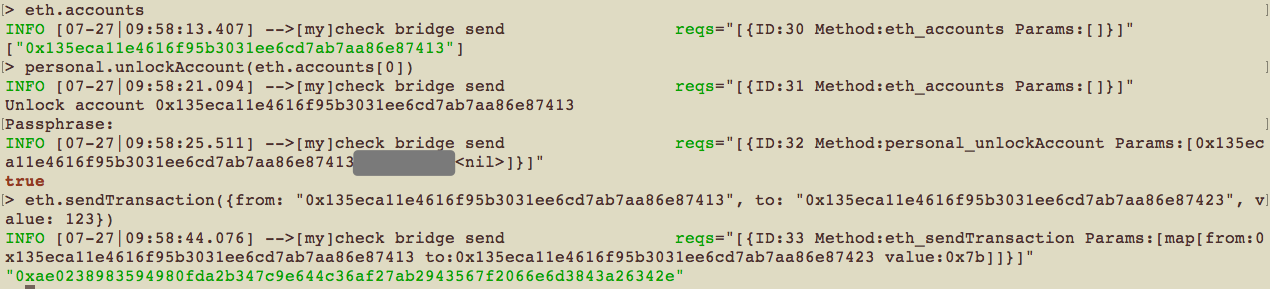 > eth.accounts
INFO [07-27|09:58:13.407] -->[my]check bridge send                 reqs="[{ID:30 Method:eth_accounts Params:[]}]"
["0x135eca11e4616f95b3031ee6cd7ab7aa86e87413"]
> personal.unlockAccount(eth.accounts[0])
INFO [07-27|09:58:21.094] -->[my]check bridge send                 reqs="[{ID:31 Method:eth_accounts Params:[]}]"
Unlock account 0x135eca11e4616f95b3031ee6cd7ab7aa86e87413
Passphrase:
INFO [07-27|09:58:25.511] -->[my]check bridge send                 reqs="[{ID:32 Method:personal_unlockAccount Params:[0x135ec
a11e4616f95b3031ee6cd7ab7aa86e87413 <nil>]}]"
true
> eth.sendTransaction({from: "0x135eca11e4616f95b3031ee6cd7ab7aa86e87413", to: "0x135eca11e4616f95b3031ee6cd7ab7aa86e87423", v
alue: 123})
INFO [07-27|09:58:44.076] -->[my]check bridge send                 reqs="[{ID:33 Method:eth_sendTransaction Params:[map[from:0
x135eca11e4616f95b3031ee6cd7ab7aa86e87413 to:0x135eca11e4616f95b3031ee6cd7ab7aa86e87423 value:0x7b]]}]"
"0xae0238983594980fda2b347c9e644c36af27ab2943567f2066e6d3843a26342e"